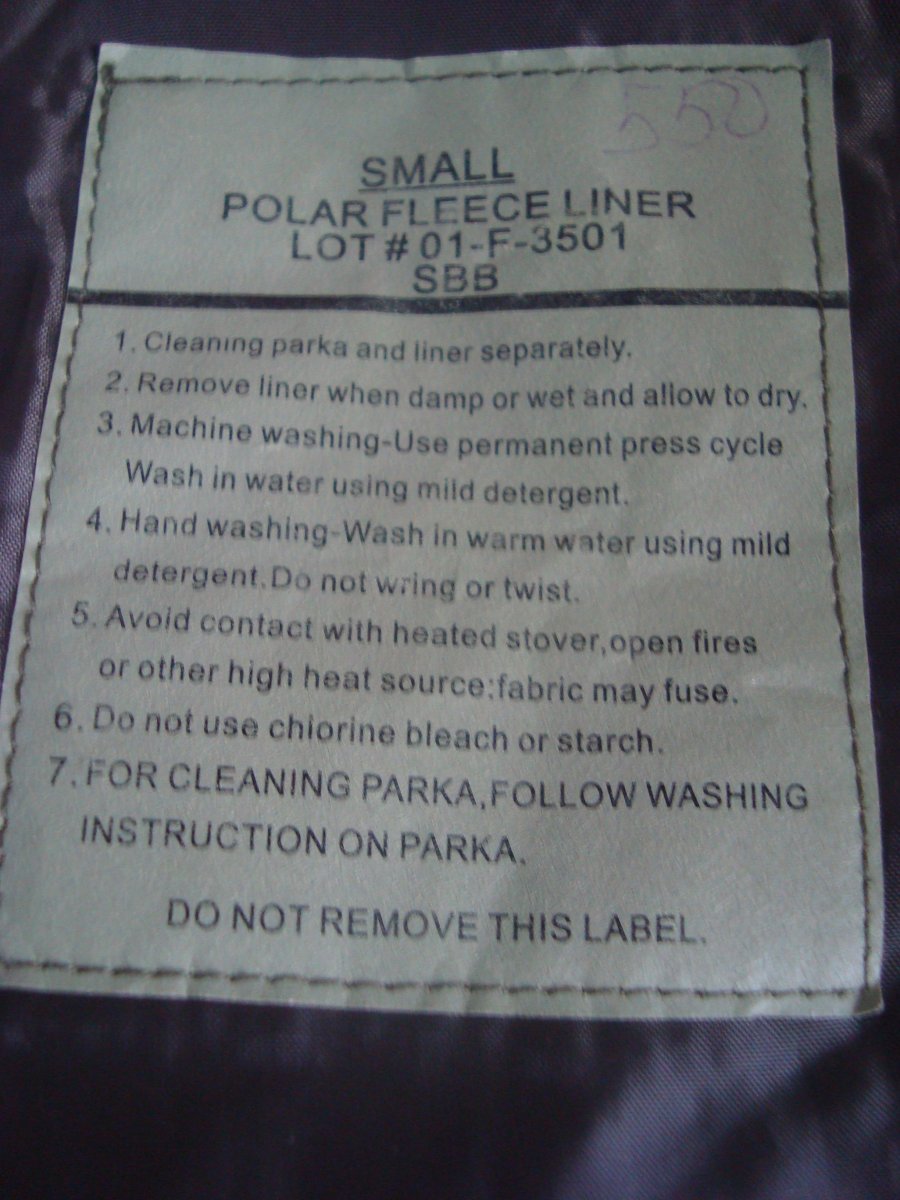 550
SMALL
POLAR FLEECE LINER
LOT # 01-F-3501
SBB
1. Cleaning parka and liner separately.
2. Remove liner when damp or wet and allow to dry.
3. Machine washing-Use permanent press cycle
Wash in water using mild detergent.
4. Hand washing-Wash in warm water using mild
detergent.Do not wring or twist.
5. Avoid contact with heated stover,open fires
or other high heat source:fabric may fuse.
6. Do not use chlorine bleach or starch.
7. FOR CLEANING PARKA,FOLLOW WASHING
INSTRUCTION ON PARKA.
DO NOT REMOVE THIS LABEL.